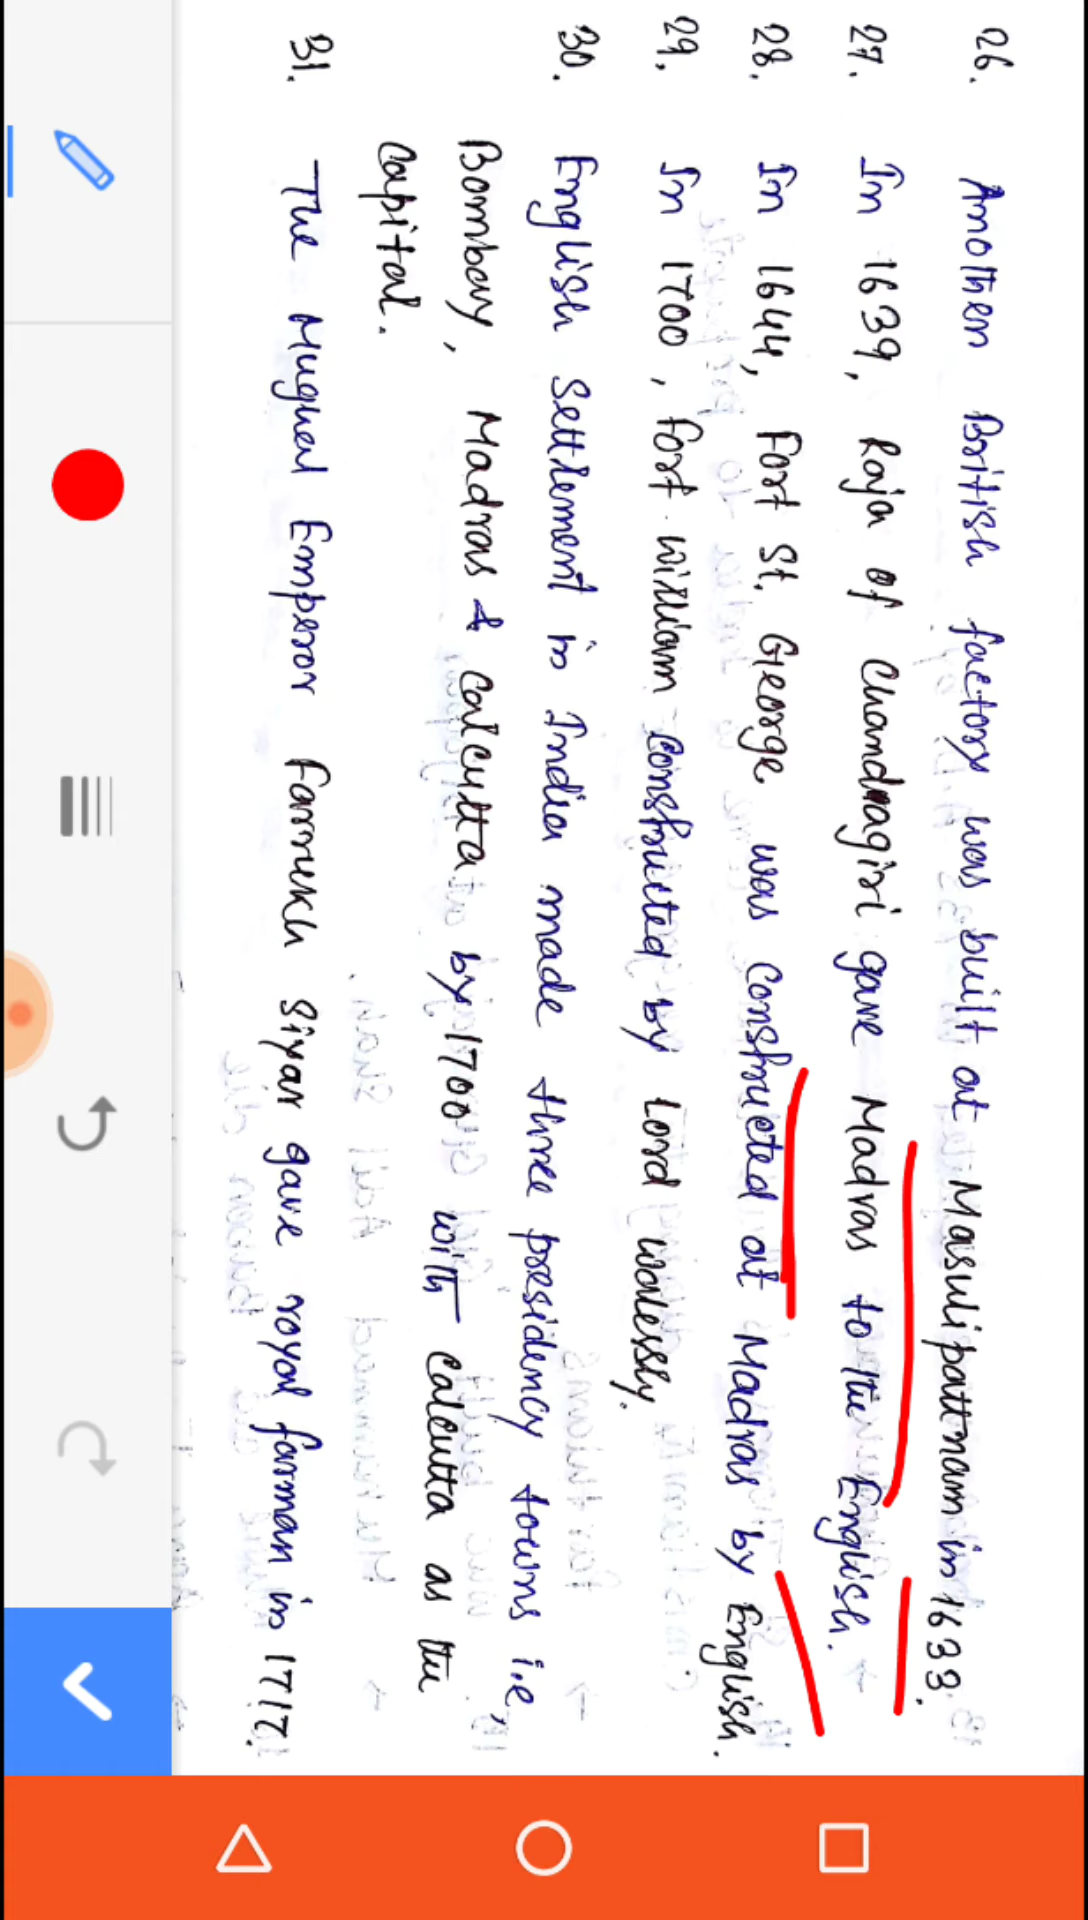 26. Another British factory was built at Masulipattnam in 1633.
27. In 1639, Raja of Chandragiri gave Madras to the English.
28. In 1644, Fort St. George was constructed at Madras by English.
29. In 1700, Fort william constructed by Lord walessly.
30. English Settlement in India made three presidency towns i.e,
Bombay, Madras & Calcutta by 1700 with calcutta as the
Capital.
31. The Mughal Emperor Farrukh Siyar gave royal farman in 1717.